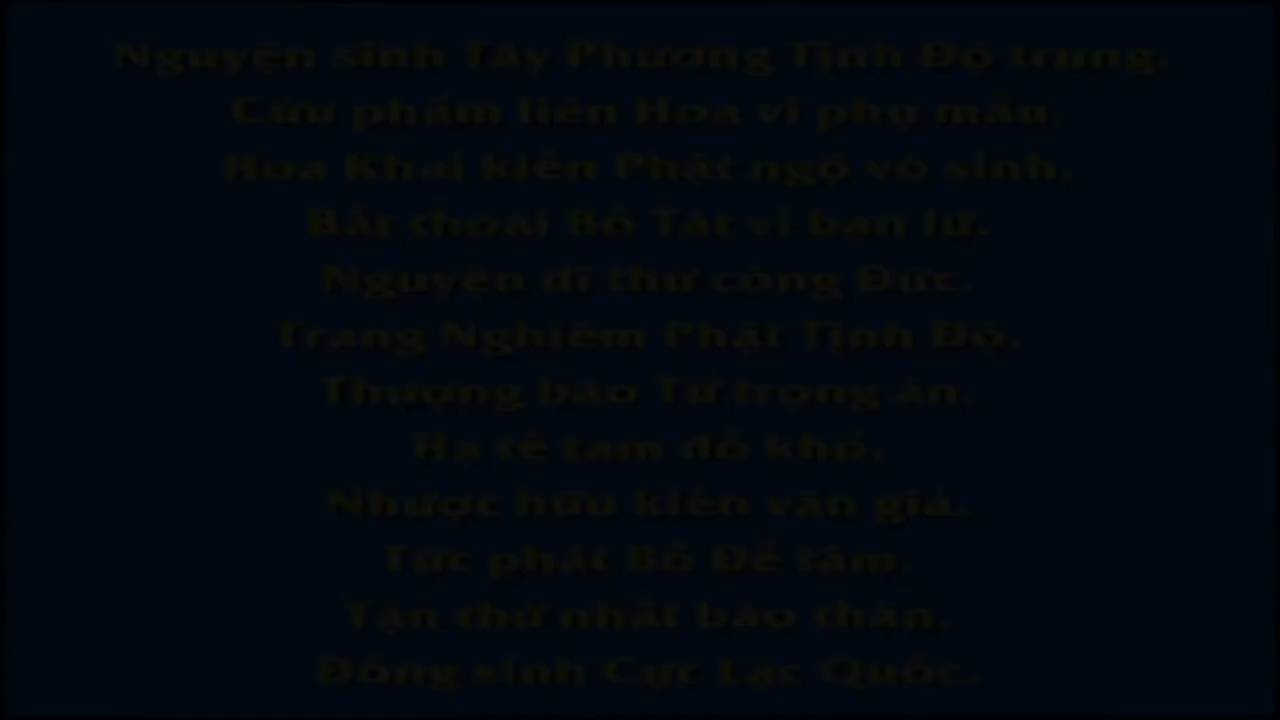 Nguyện sinh Tây Phương Tịnh Độ trung,
Cửu phẩm liên Hoa vi phụ mẫu.
Hoa Khai kiến Phật ngộ vô sinh,
Bất thoái Bồ Tát vi bạn lữ.
Nguyện dĩ thử công Đức.
Trang Nghiêm Phật Tịnh Độ.
Thượng báo Tứ trọng ân.
Hạ tế tam đồ khổ.
Nhược hữu kiến văn giả.
Tức phát Bồ Đề tâm.
Tận thử nhất báo thân.
Đồng sinh Cực Lạc Quốc.